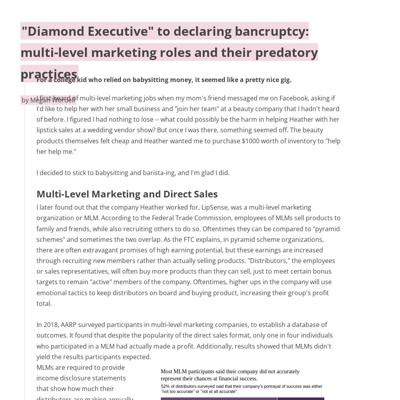 "Diamond Executive" to declaring bancruptcy:
multi-level marketing roles and their predatory
practices
For a college kid who relied on babysitting money, it seemed like a pretty nice gig.
by Megan
I first heard of multi-level marketing jobs when my mom's friend messaged me on Facebook, asking if
I'd like to help her with her small business and "join her team" at a beauty company that I hadn't heard
of before. I figured I had nothing to lose -- what could possibly be the harm in helping Heather with her
lipstick sales at a wedding vendor show? But once I was there, something seemed off. The beauty
products themselves felt cheap and Heather wanted me to purchase $1000 worth of inventory to "help
her help me."
I decided to stick to babysitting and barista-ing, and I'm glad I did.
Multi-Level Marketing and Direct Sales
I later found out that the company Heather worked for, LipSense, was a multi-level marketing
organization or MLM. According to the Federal Trade Commission, employees of MLMs sell products to
family and friends, while also recruiting others to do so. Oftentimes they can be compared to "pyramid
schemes" and sometimes the two overlap. As the FTC explains, in pyramid scheme organizations,
there are often extravagant promises of high earning potential, but these earnings are increased
through recruiting new members rather than actually selling products. "Distributors," the employees
or sales representatives, will often buy more products than they can sell, just to meet certain bonus
targets to remain "active" members of the company. Oftentimes, higher ups in the company will use
emotional tactics to keep distributors on board and buying product, increasing their group's profit
total.
In 2018, AARP surveyed participants in multi-level marketing companies, to establish a database of
outcomes. It found that despite the popularity of the direct sales format, only one in four individuals
who participated in a MLM had actually made a profit. Additionally, results showed that MLMs didn't
yield the results participants expected.
MLMs are required to
provide income
disclosure statements
that show how much
their
distributors are making annually
Most MLM participants said their company did not accurately
represent their chances at financial success.
52% of distributors surveyed said that their company's portrayal of success was either
"not too accurate" or "not at all accurate"